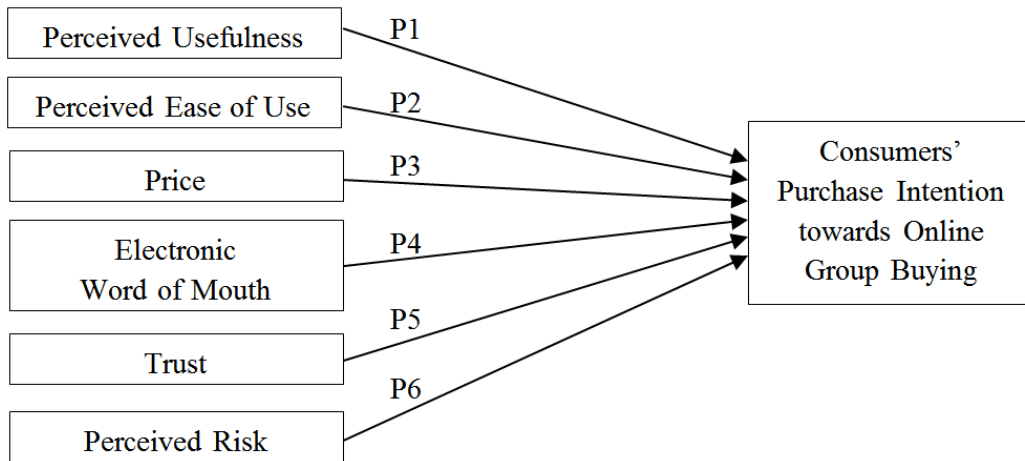 Perceived Usefulness
P1
Perceived Ease of Use
P2
Price
P3
Electronic
Word of Mouth
P4
Trust
P5
Perceived Risk
P6
Consumers’
Purchase Intention
towards Online
Group Buying